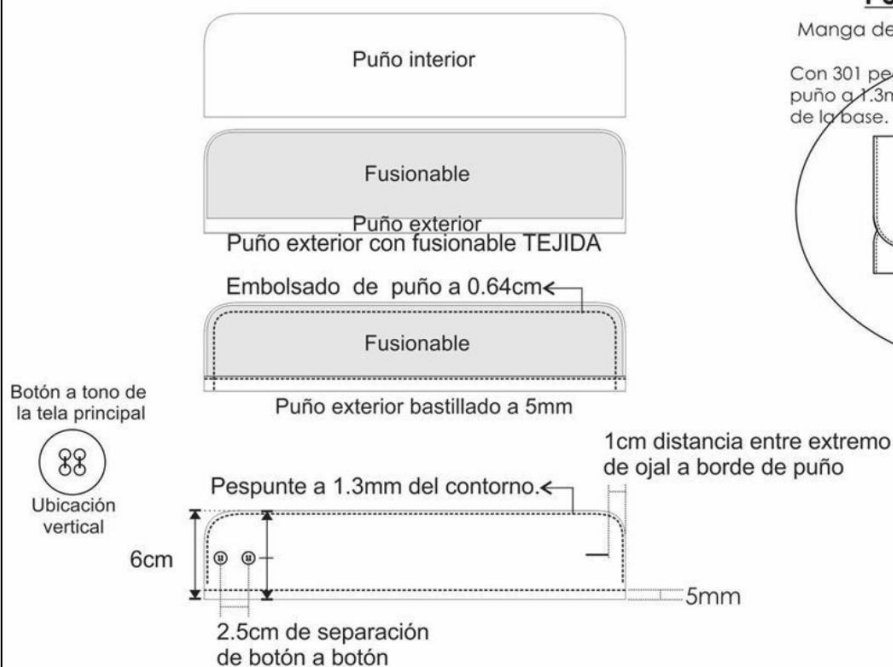 Manga de
Con 301 pe
puño a 1.3m
de la base.
Puño interior
Fusionable
Puño exterior
Puño exterior con fusionable TEJIDA
Embolsado de puño a 0.64cm
Fusionable
Puño exterior bastillado a 5mm
Botón a tono de
la tela principal
Ubicación
vertical
1cm distancia entre extremo
de ojal a borde de puño
Pespunte a 1.3mm del contorno.
6cm
5mm
2.5cm de separación
de botón a botón